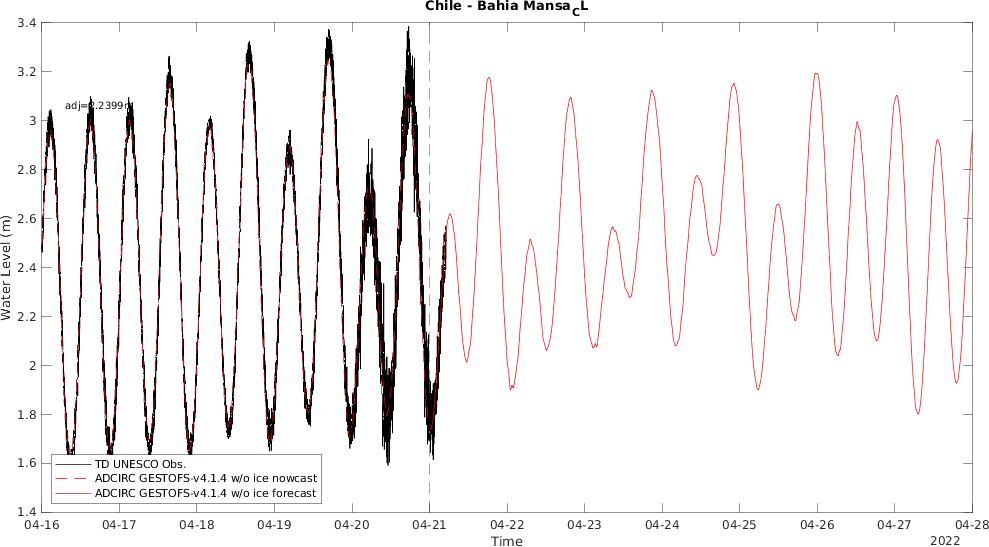 Chile - Bahia Mansa_CL
adj=2.2399m
Water Level (m)
3.4
3.2
3
2.8
2.6
2.4
2.2
2
1.8
1.6
1.4
TD UNESCO Obs.
ADCIRC GESTOFS-v4.1.4 w/o ice nowcast
ADCIRC GESTOFS-v4.1.4 w/o ice forecast
04-16 04-17 04-18 04-19 04-20 04-21 04-22 04-23 04-24 04-25 04-26 04-27 04-28
Time
2022